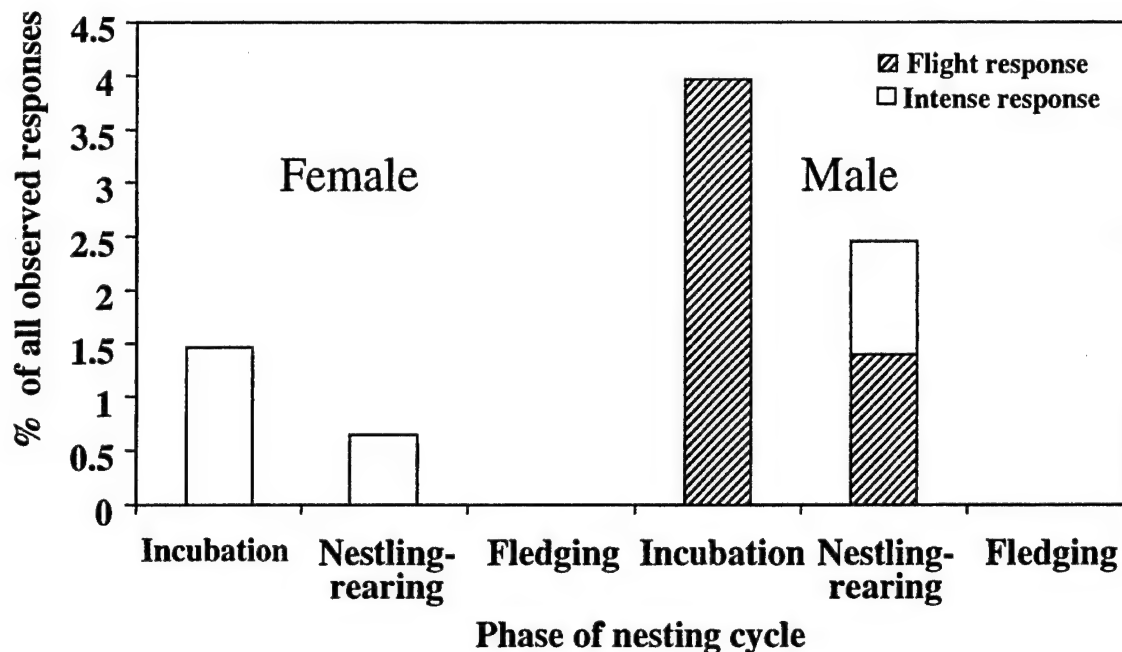 % of all observed responses
4.5
4
3.5
3
2.5
2
1.5
1
0.5
0
Flight response
Intense response
Female
Male
Incubation
Nestling-
rearing
Fledging
Incubation
Nestling-
rearing
Fledging
Phase of nesting cycle